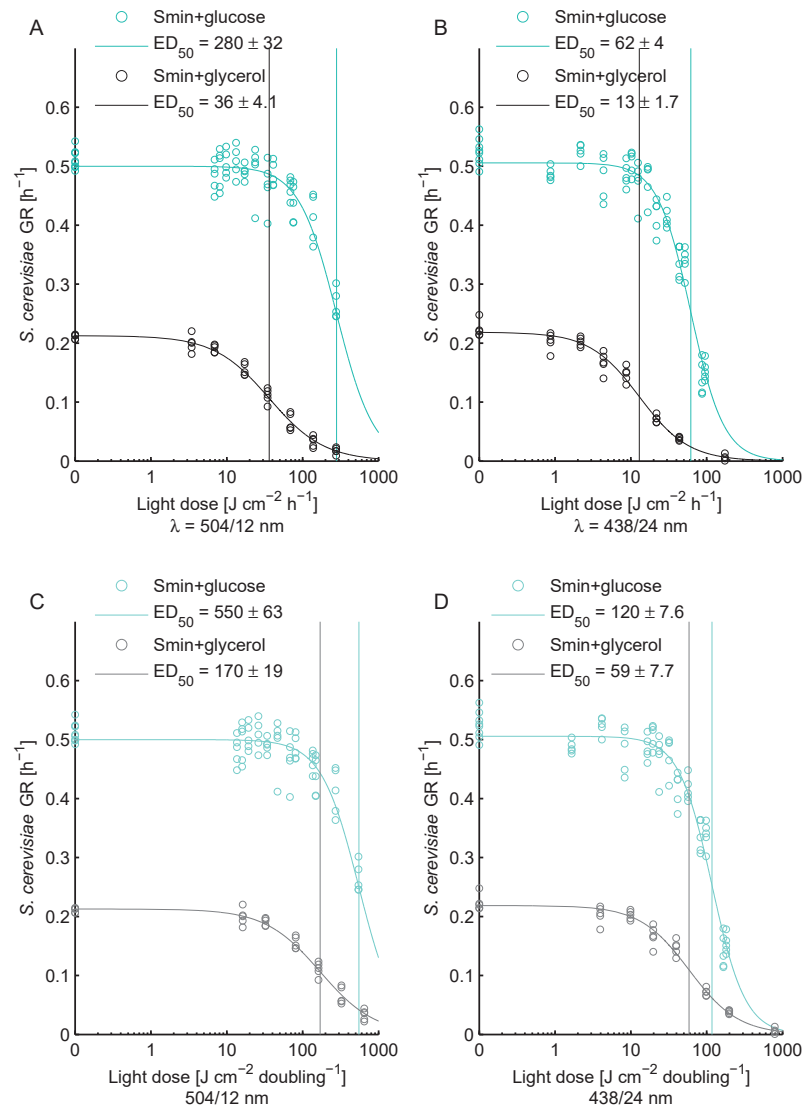 A
Smin+glucose
ED50 = 280 ± 32
Smin+glycerol
ED50 = 36 ± 4.1
0.6
0.5
0.4
0.3
0.2
0.1
0
S. cerevisiae GR [h−1]
0 1 10 100 1000
Light dose [J cm−2 h−1]
λ = 504/12 nm
B
Smin+glucose
ED50 = 62 ± 4
Smin+glycerol
ED50 = 13 ± 1.7
0.6
0.5
0.4
0.3
0.2
0.1
0
S. cerevisiae GR [h−1]
0 1 10 100 1000
Light dose [J cm−2 h−1]
λ = 438/24 nm
C
Smin+glucose
ED50 = 550 ± 63
Smin+glycerol
ED50 = 170 ± 19
0.6
0.5
0.4
0.3
0.2
0.1
0
S. cerevisiae GR [h−1]
0 1 10 100 1000
Light dose [J cm−2 doubling−1]
504/12 nm
D
Smin+glucose
ED50 = 120 ± 7.6
Smin+glycerol
ED50 = 59 ± 7.7
0.6
0.5
0.4
0.3
0.2
0.1
0
S. cerevisiae GR [h−1]
0 1 10 100 1000
Light dose [J cm−2 doubling−1]
438/24 nm